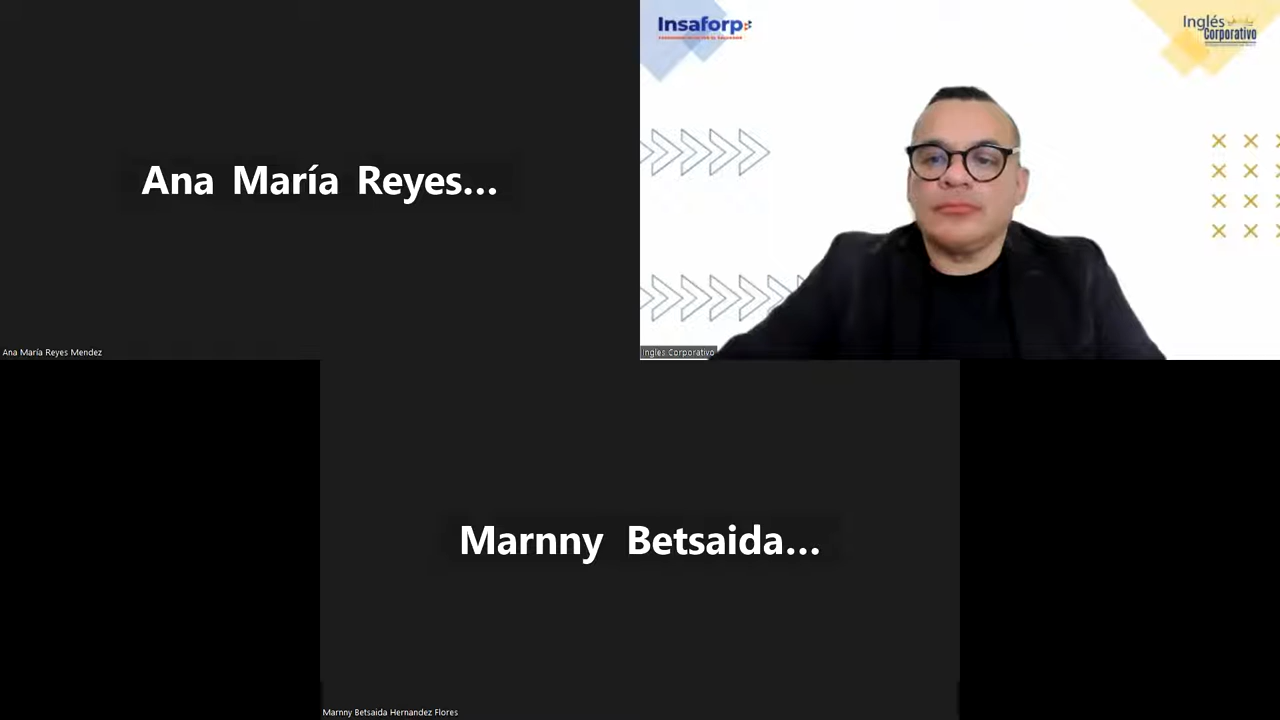 Ana María Reyes...
Ana María Reyes Mendez
Insaforp
Inglés
Corporativo
Ingles Corporativo
Marnny Betsaida...
Marnny Betsaida Hernandez Flores